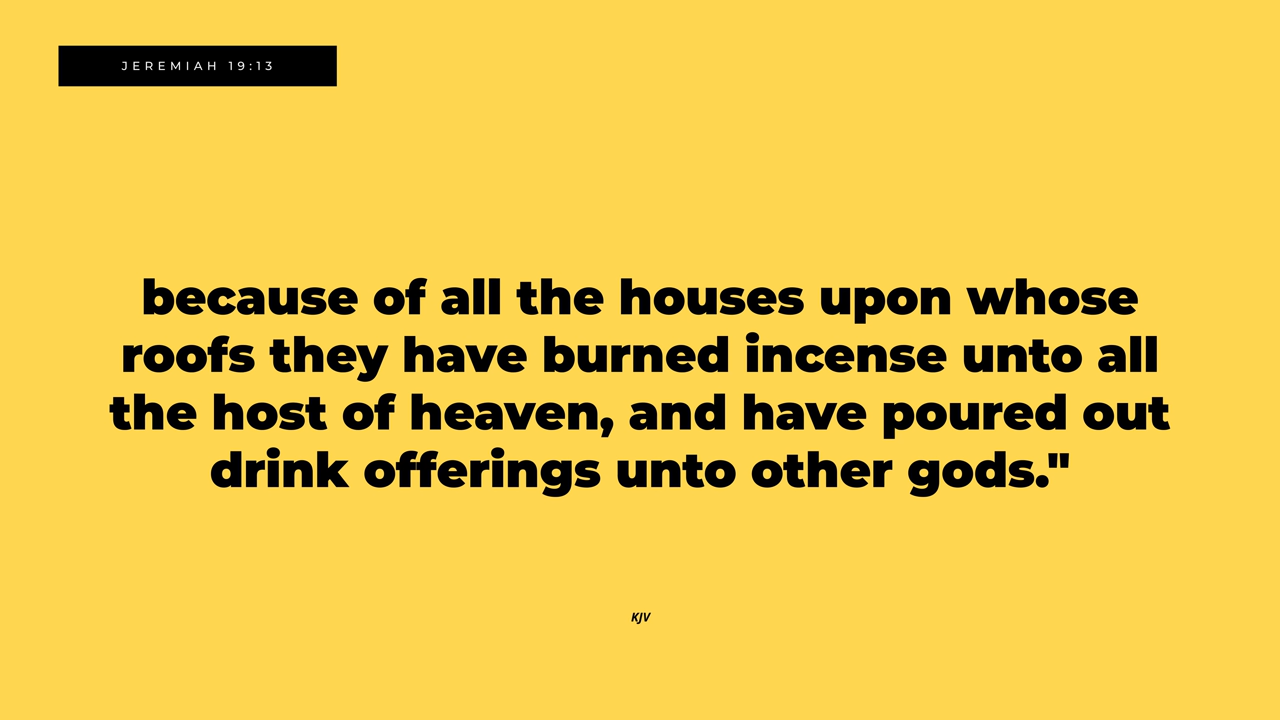 JEREMIAH 19:13
because of all the houses upon whose
roofs they have burned incense unto all
the host of heaven, and have poured out
drink offerings unto other gods."
KJV